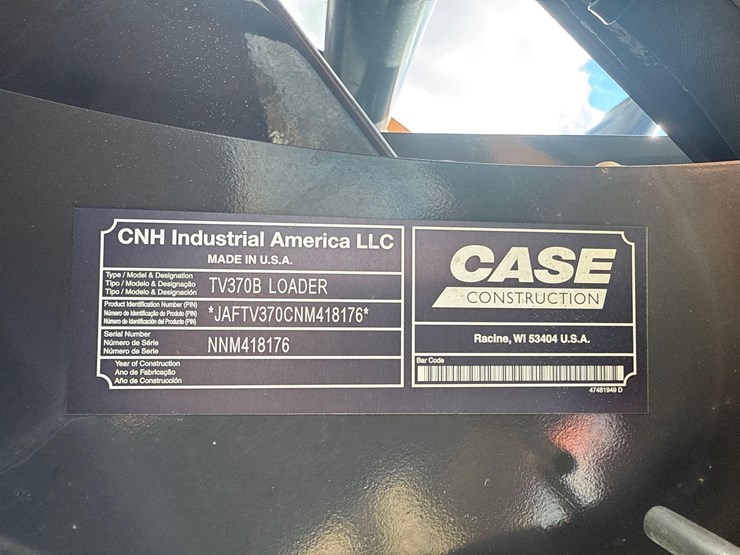 CNH Industrial America LLC
MADE IN U.S.A.
Type / Model & Designation
Tipo / Modelo & Designação
Tipo / Modelo & Designación
TV370B LOADER
Product Identification Number (PIN)
Número de Identificação do Produto (PIN)
Número de Identificación del Producto (PIN)
*JAFTV370CNM418176*
Serial Number
Número de Série
Número de Serie
NNM418176
Year of Construction
Ano de Fabricação
Año de Construcción
CASE
CONSTRUCTION
Racine, WI 53404 U.S.A.
Bar Code
47481949 D